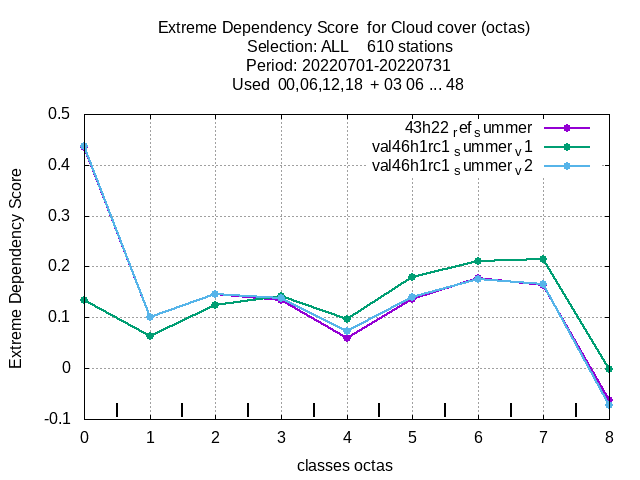 Extreme Dependency Score  for Cloud cover (octas)
Selection: ALL    610 stations
Period: 20220701-20220731
Used  00,06,12,18  + 03 06 ... 48
43h22 ref summer
val46h1rc1 summer v1
val46h1rc1 summer v2
Extreme Dependency Score
0.5
0.4
0.3
0.2
0.1
0
-0.1
0 1 2 3 4 5 6 7 8
classes octas